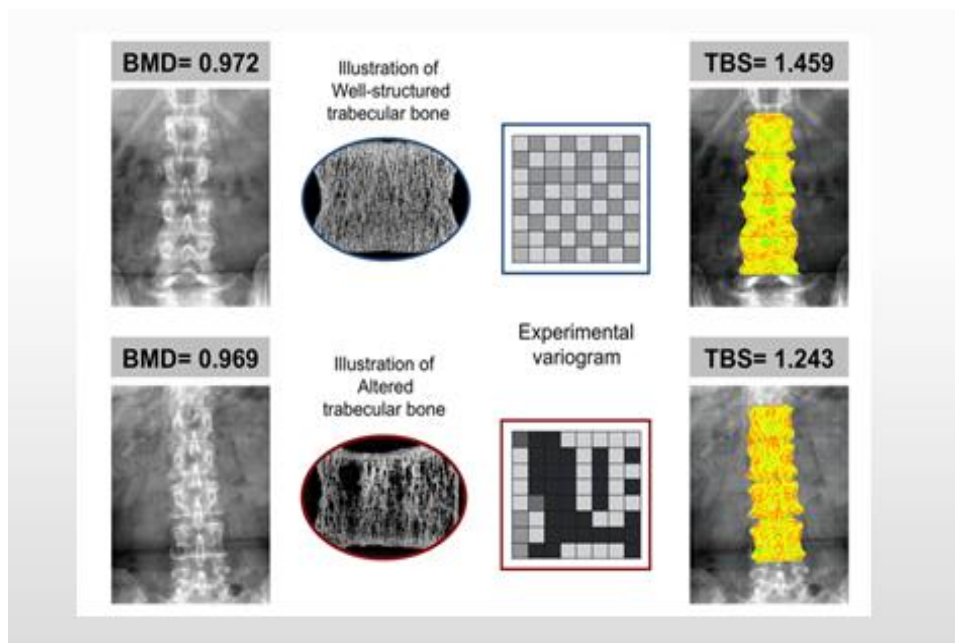 BMD= 0.972
Illustration of
Well-structured
trabecular bone
TBS= 1.459
BMD= 0.969
Illustration of
Altered
trabecular bone
Experimental
variogram
TBS= 1.243